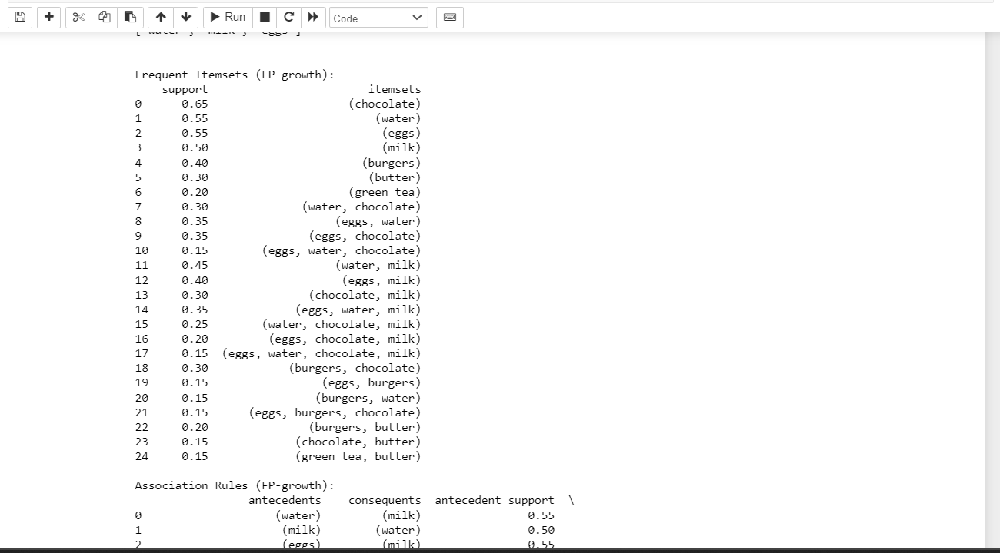 Run
Code
['water', 'milk', 'eggs']
Frequent Itemsets (FP-growth):
support itemsets
0 0.65 (chocolate)
1 0.55 (water)
2 0.55 (eggs)
3 0.50 (milk)
4 0.40 (burgers)
5 0.30 (butter)
6 0.20 (green tea)
7 0.30 (water, chocolate)
8 0.35 (eggs, water)
9 0.35 (eggs, chocolate)
10 0.15 (eggs, water, chocolate)
11 0.45 (water, milk)
12 0.40 (eggs, milk)
13 0.30 (chocolate, milk)
14 0.35 (eggs, water, milk)
15 0.25 (water, chocolate, milk)
16 0.20 (eggs, chocolate, milk)
17 0.15 (eggs, water, chocolate, milk)
18 0.30 (burgers, chocolate)
19 0.15 (eggs, burgers)
20 0.15 (burgers, water)
21 0.15 (eggs, burgers, chocolate)
22 0.20 (burgers, butter)
23 0.15 (chocolate, butter)
24 0.15 (green tea, butter)
Association Rules (FP-growth):
antecedents consequents antecedent support \
0 (water) (milk) 0.55
1 (milk) (water) 0.50
2 (eggs) (milk) 0.55